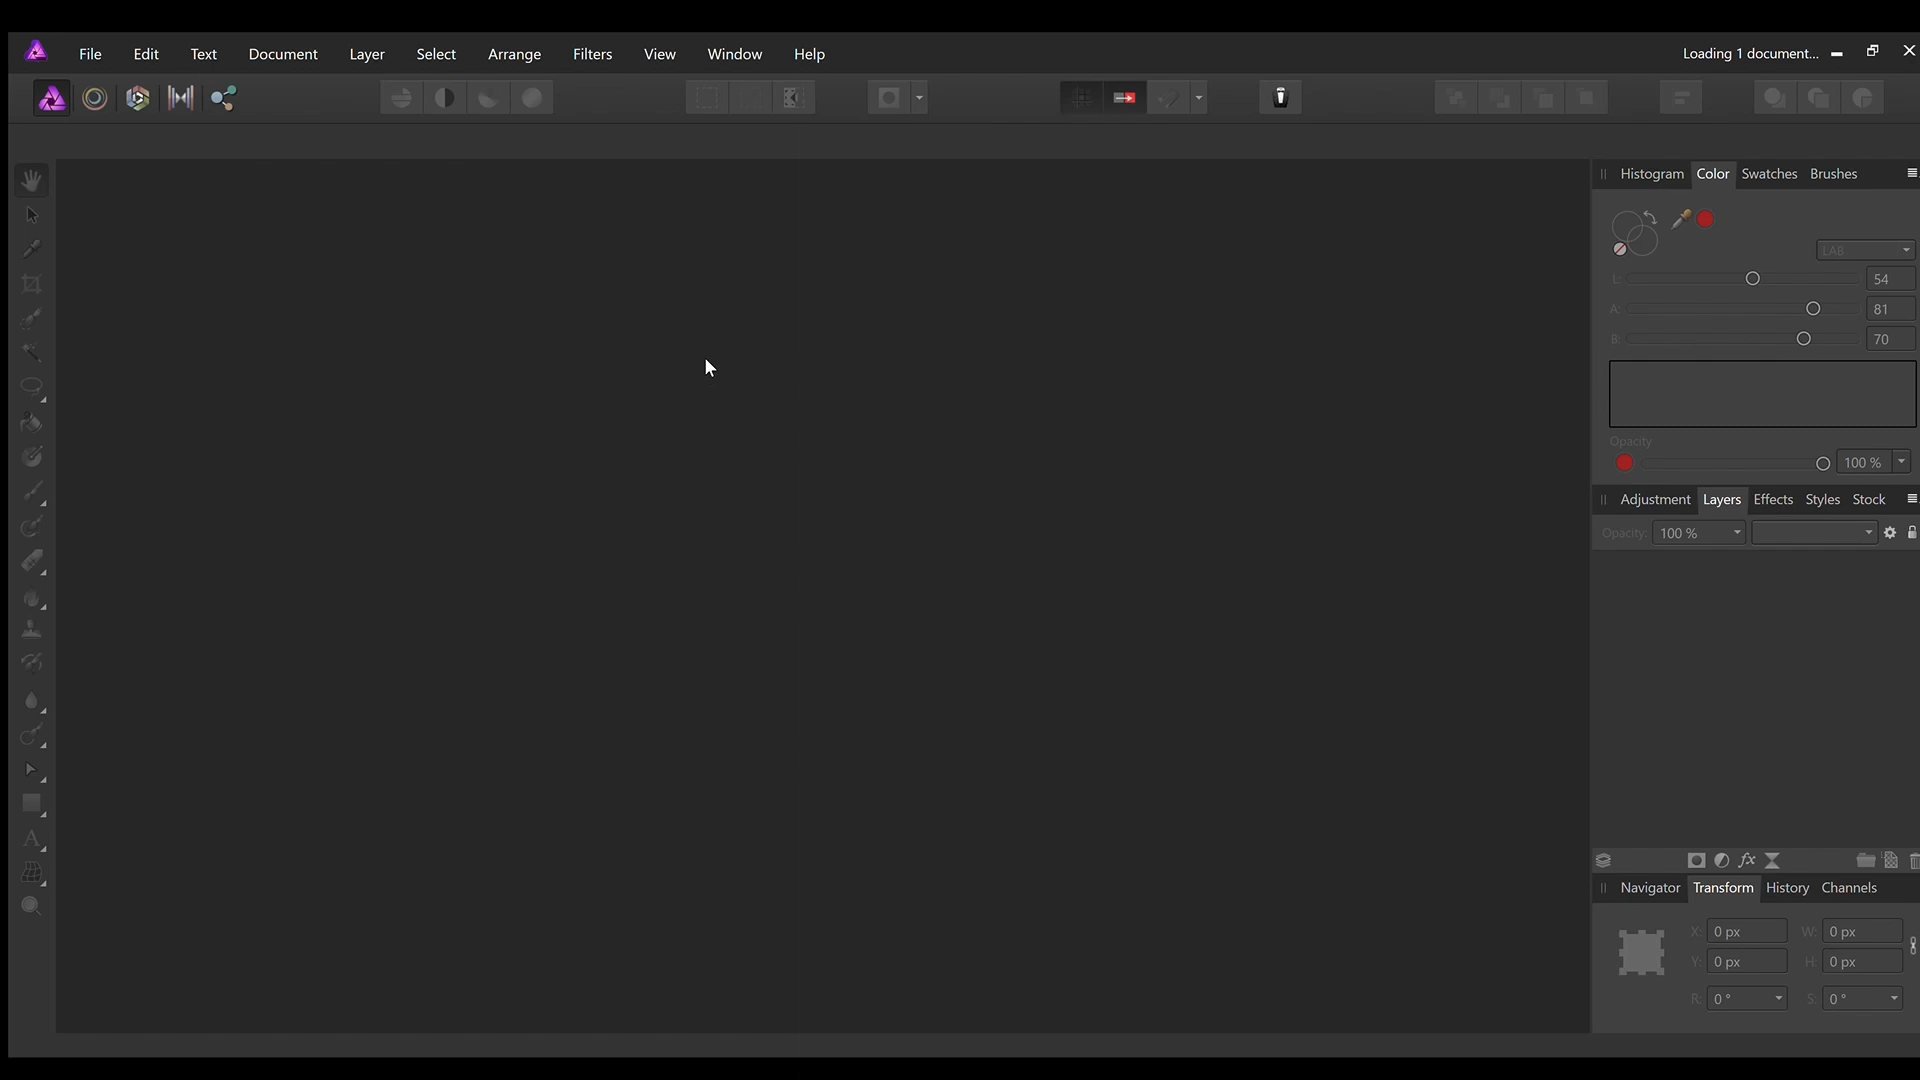 File Edit Text Document Layer Select Arrange Filters View Window Help Loading 1 document...
Histogram Color Swatches Brushes
LAB
L: 54
A: 81
B: 70
Opacity
100 %
Adjustment Layers Effects Styles Stock
Opacity: 100 %
fx
Navigator Transform History Channels
X: 0 px W: 0 px
Y: 0 px H: 0 px
R: 0 ° S: 0 °